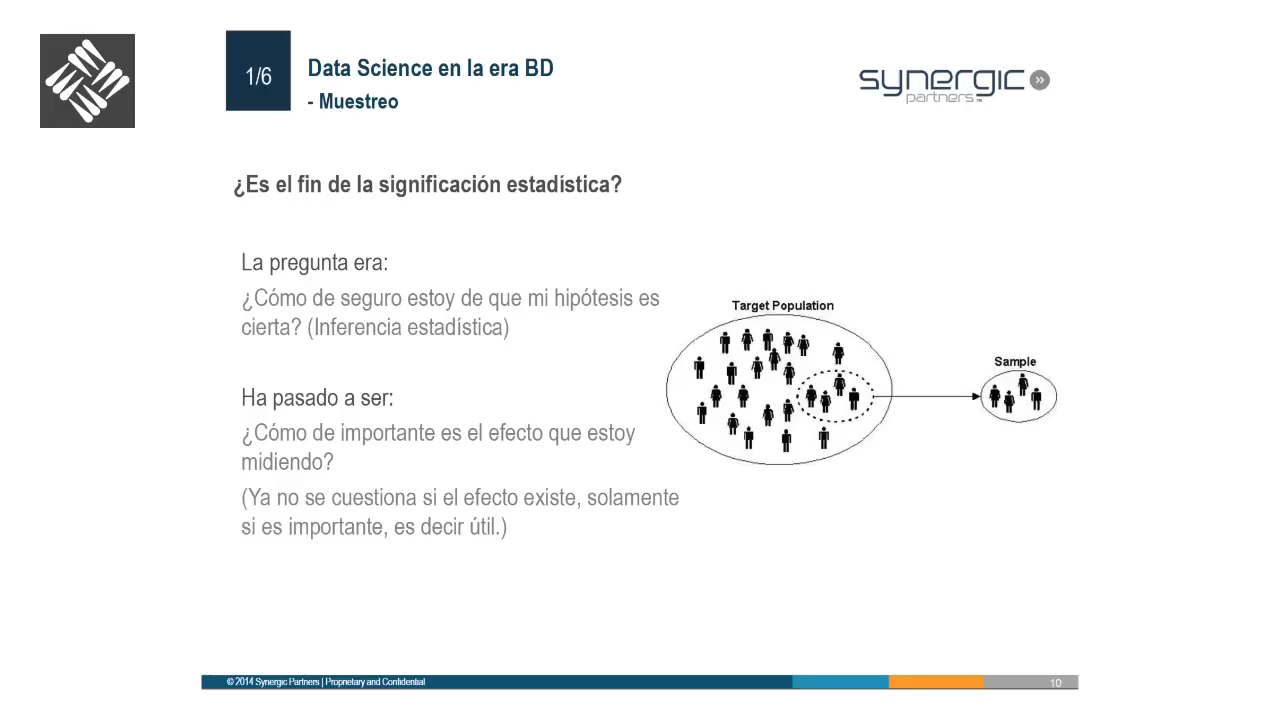 1/6
Data Science en la era BD
- Muestreo
synergic
partners
¿Es el fin de la significación estadística?
La pregunta era:
¿Cómo de seguro estoy de que mi hipótesis es
cierta? (Inferencia estadística)
Ha pasado a ser:
¿Cómo de importante es el efecto que estoy
midiendo?
(Ya no se cuestiona si el efecto existe, solamente
si es importante, es decir útil.)
Target Population
Sample
© 2014 Synergic Partners | Proprietary and Confidential
10